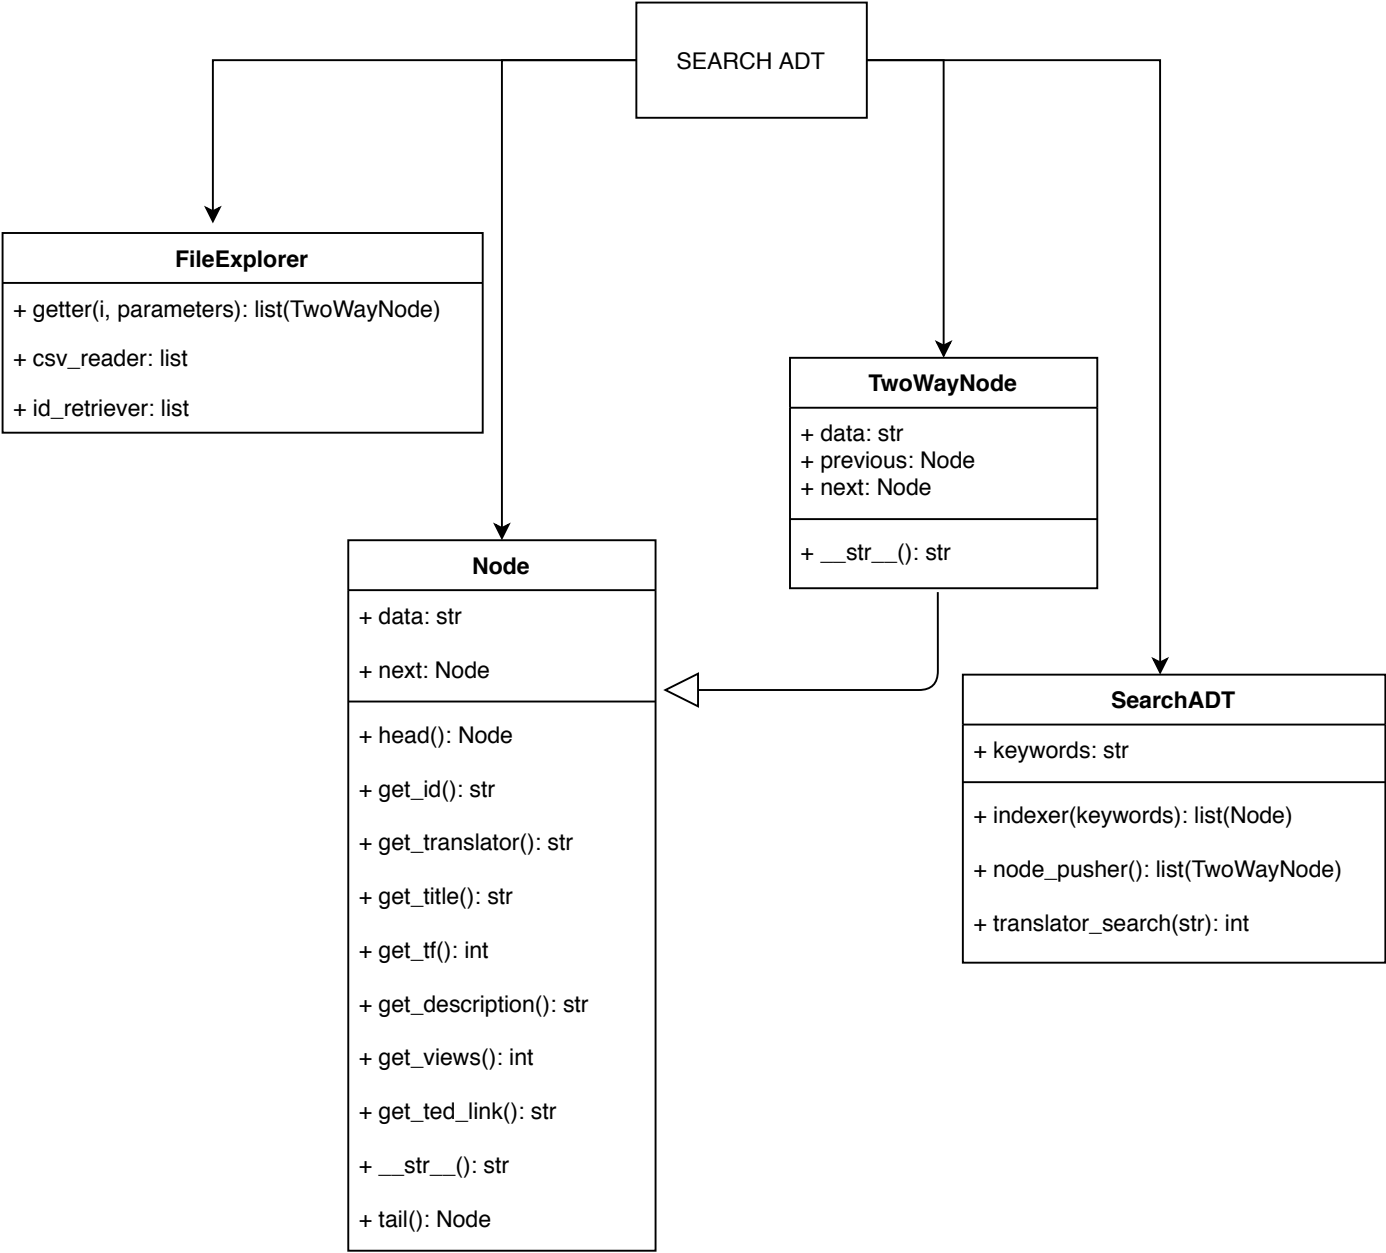 SEARCH ADT
FileExplorer
+ getter(i, parameters): list(TwoWayNode)
+ csv_reader: list
+ id_retriever: list
TwoWayNode
+ data: str
+ previous: Node
+ next: Node
+ __str__(): str
Node
+ data: str
+ next: Node
+ head(): Node
+ get_id(): str
+ get_translator(): str
+ get_title(): str
+ get_tf(): int
+ get_description(): str
+ get_views(): int
+ get_ted_link(): str
+ __str__(): str
+ tail(): Node
SearchADT
+ keywords: str
+ indexer(keywords): list(Node)
+ node_pusher(): list(TwoWayNode)
+ translator_search(str): int